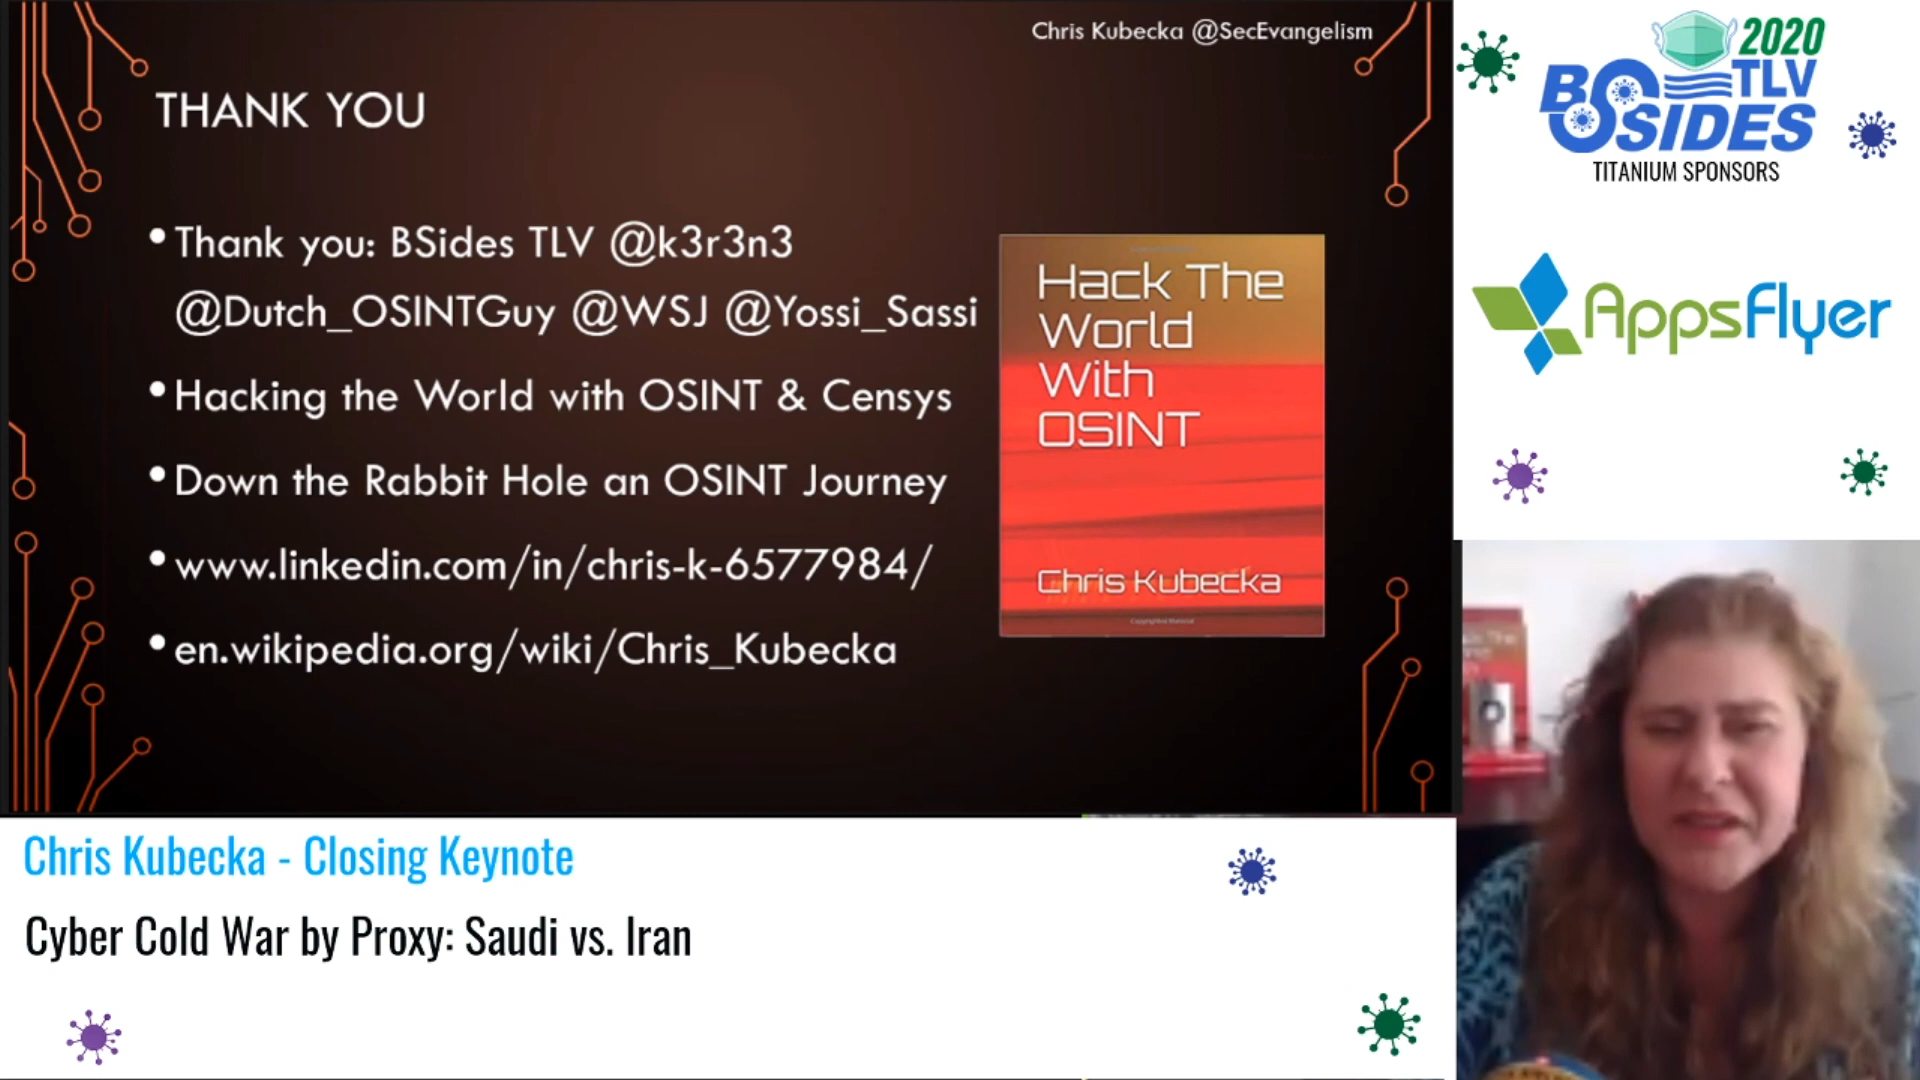 Chris Kubecka @SecEvangelism
THANK YOU
Thank you: BSides TLV @k3r3n3
@Dutch_OSINTGuy @WSJ @Yossi_Sassi
Hacking the World with OSINT & Censys
Down the Rabbit Hole an OSINT Journey
www.linkedin.com/in/chris-k-6577984/
en.wikipedia.org/wiki/Chris_Kubecka
Hack The
World
With
OSINT
Chris Kubecka
Copyrighted Material
2020
BSIDES TLV
TITANIUM SPONSORS
AppsFlyer
Chris Kubecka - Closing Keynote
Cyber Cold War by Proxy: Saudi vs. Iran